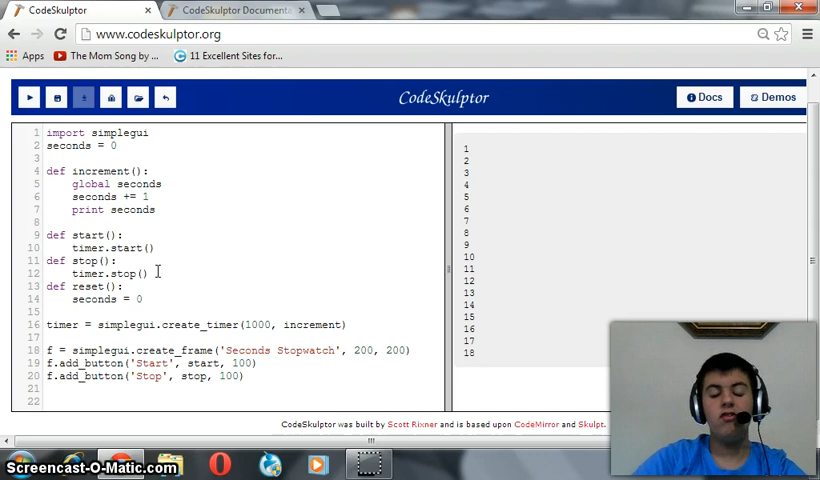 CodeSkulptor
CodeSkulptor Documenta
www.codeskulptor.org
Apps
The Mom Song by ...
11 Excellent Sites for...
CodeSkulptor
Docs
Demos
1 import simplegui
2 seconds = 0
3
4 def increment():
5 global seconds
6 seconds += 1
7 print seconds
8
9 def start():
10 timer.start()
11 def stop():
12 timer.stop()
13 def reset():
14 seconds = 0
15
16 timer = simplegui.create_timer(1000, increment)
17
18 f = simplegui.create_frame('Seconds Stopwatch', 200, 200)
19 f.add_button('Start', start, 100)
20 f.add_button('Stop', stop, 100)
21
22
1
2
3
4
5
6
7
8
9
10
11
12
13
14
15
16
17
18
CodeSkulptor was built by Scott Rixner and is based upon CodeMirror and Skulpt.
Screencast-O-Matic.com